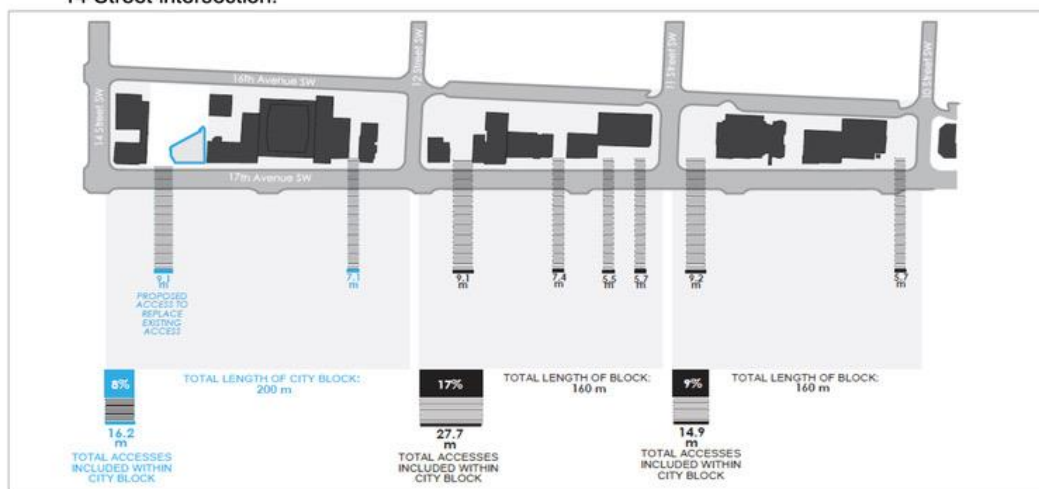 14 Street intersection.
16th Avenue SW
14 Street SW
12 Street SW
11 Street SW
10 Street SW
17th Avenue SW
9.1
m
PROPOSED
ACCESS TO
REPLACE
EXISTING
ACCESS
7.1
m
9.1
m
7.4
m
5.5
m
5.7
m
9.2
m
5.7
m
8%
TOTAL LENGTH OF CITY BLOCK:
200 m
17%
TOTAL LENGTH OF BLOCK:
160 m
9%
TOTAL LENGTH OF BLOCK:
160 m
16.2
m
TOTAL ACCESSES
INCLUDED WITHIN
CITY BLOCK
27.7
m
TOTAL ACCESSES
INCLUDED WITHIN
CITY BLOCK
14.9
m
TOTAL ACCESSES
INCLUDED WITHIN
CITY BLOCK